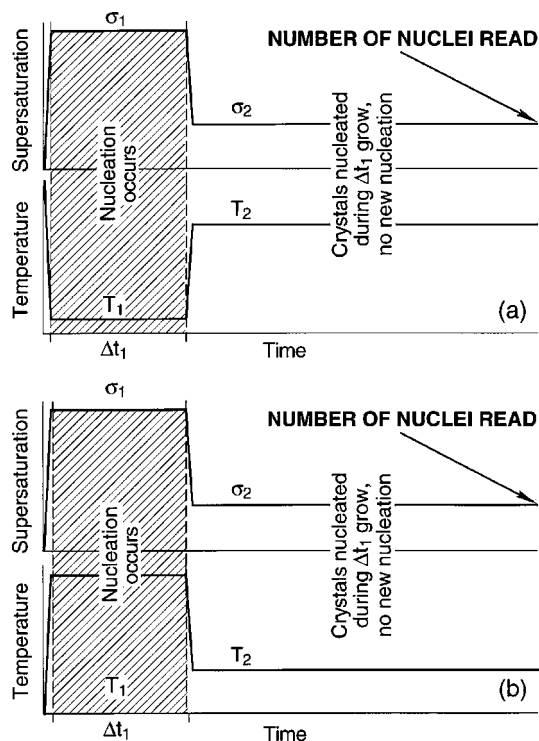 σ₁
NUMBER OF NUCLEI READ
Supersaturation
σ₂
Nucleation
occurs
Crystals nucleated
during Δt₁ grow,
no new nucleation
Temperature
T₂
T₁
(a)
Δt₁
Time
σ₁
NUMBER OF NUCLEI READ
Supersaturation
σ₂
Nucleation
occurs
Crystals nucleated
during Δt₁ grow,
no new nucleation
Temperature
T₁
T₂
(b)
Δt₁
Time